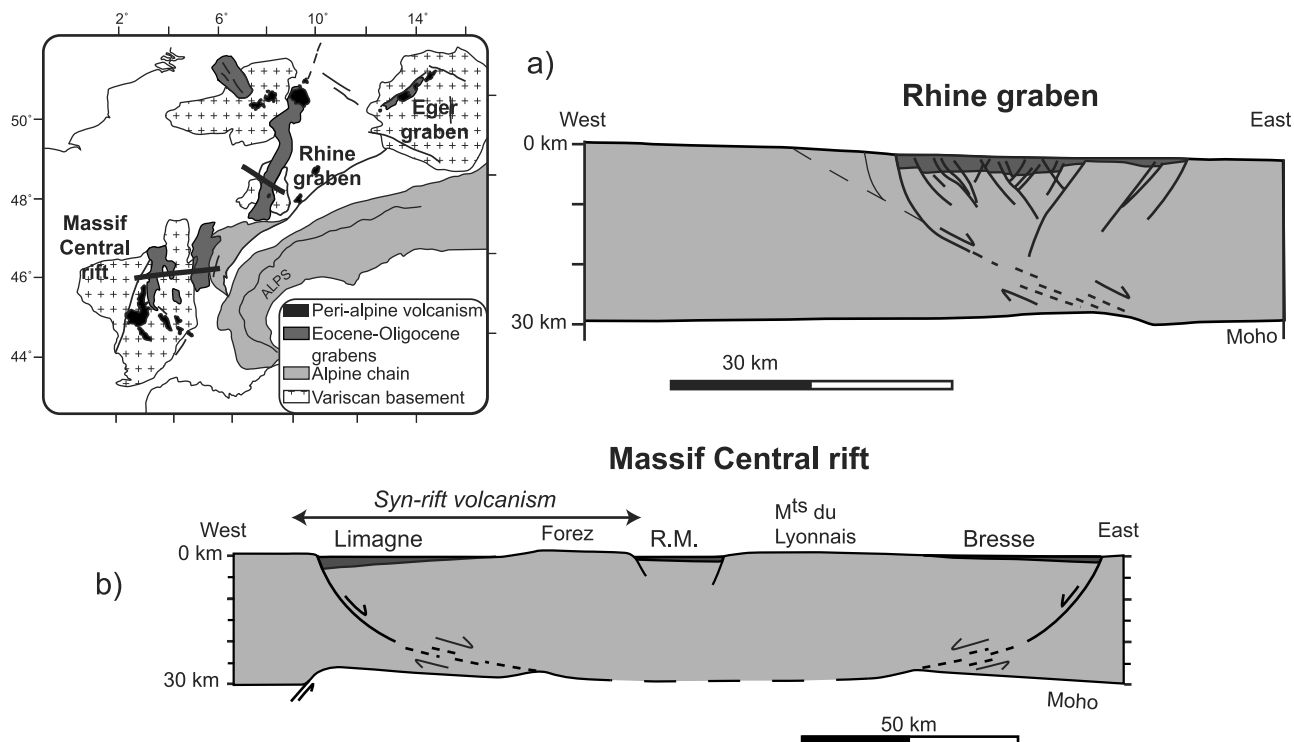 2° 6° 10° 14°
50°
48°
46°
44°
Eger
graben
Rhine
graben
Massif
Central
rift
ALPS
Peri-alpine volcanism
Eocene-Oligocene
grabens
Alpine chain
Variscan basement
a)
Rhine graben
West East
0 km
30 km
Moho
30 km
Massif Central rift
Syn-rift volcanism
West Limagne Forez R.M. Mts du
Lyonnais Bresse East
0 km
b)
30 km
Moho
50 km